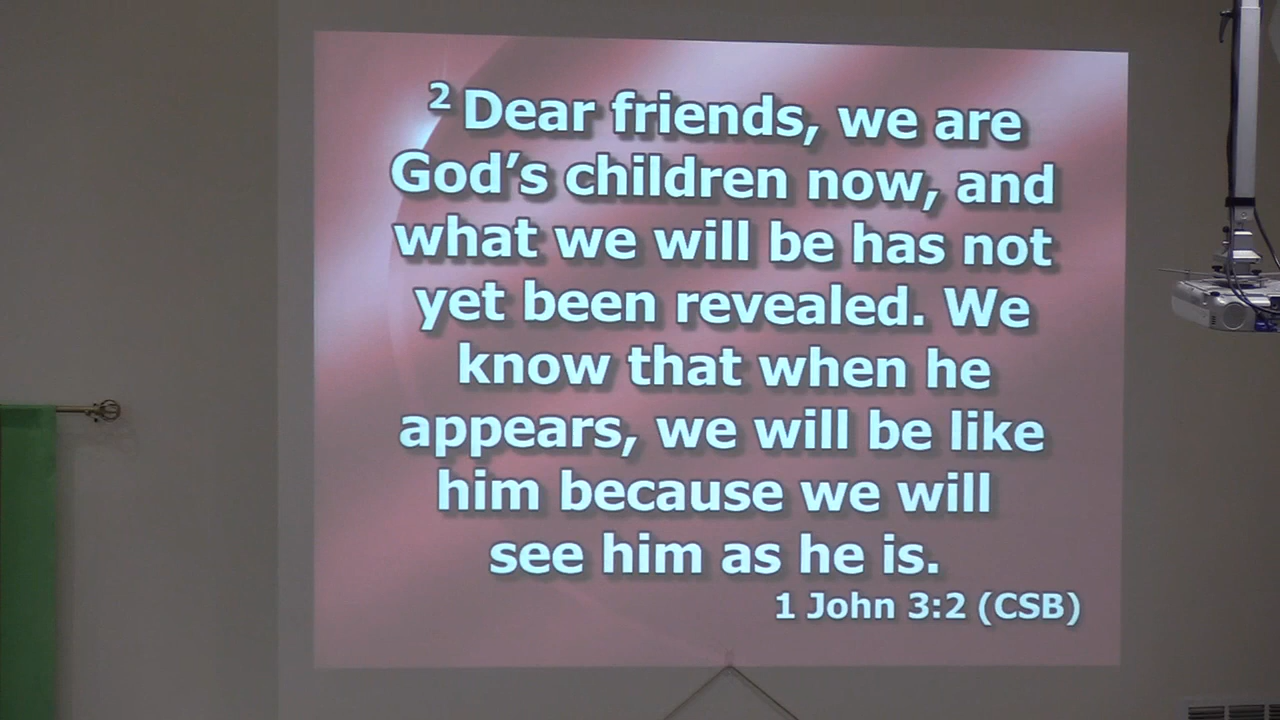 2 Dear friends, we are
God's children now, and
what we will be has not
yet been revealed. We
know that when he
appears, we will be like
him because we will
see him as he is.
1 John 3:2 (CSB)